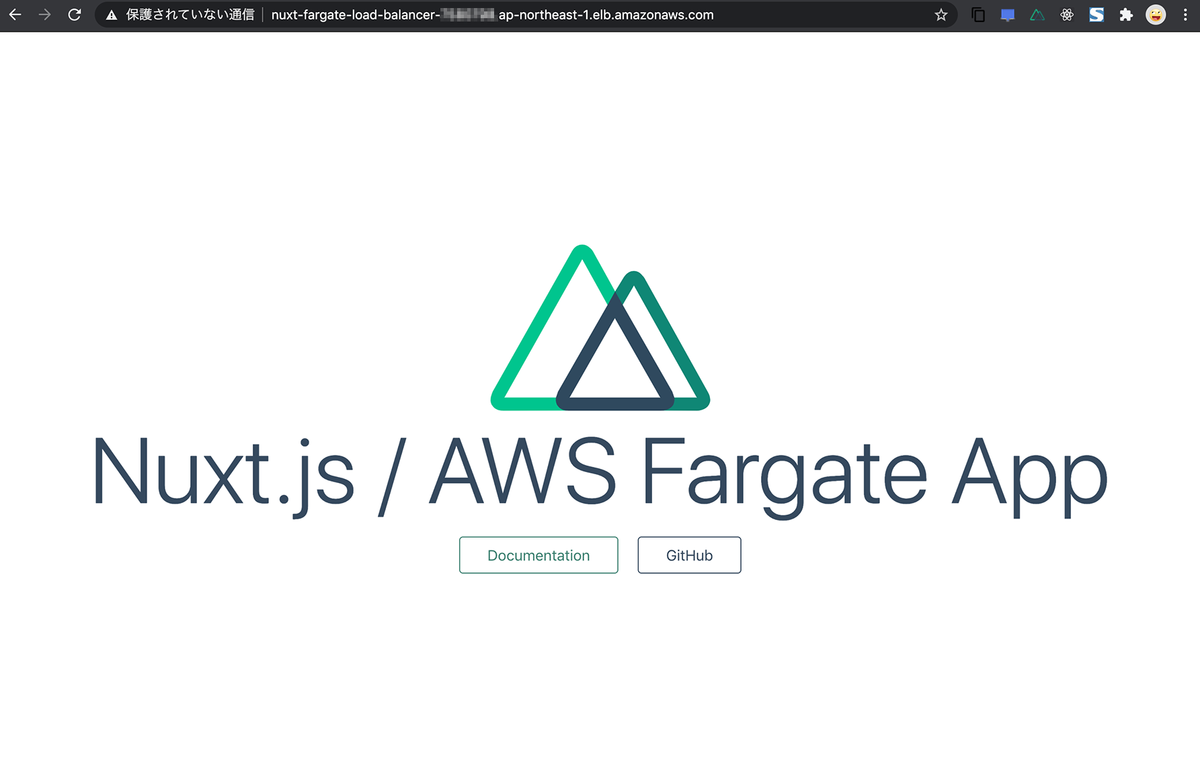 保護されていない通信 nuxt-fargate-load-balancer- .ap-northeast-1.elb.amazonaws.com
Nuxt.js / AWS Fargate App
Documentation GitHub